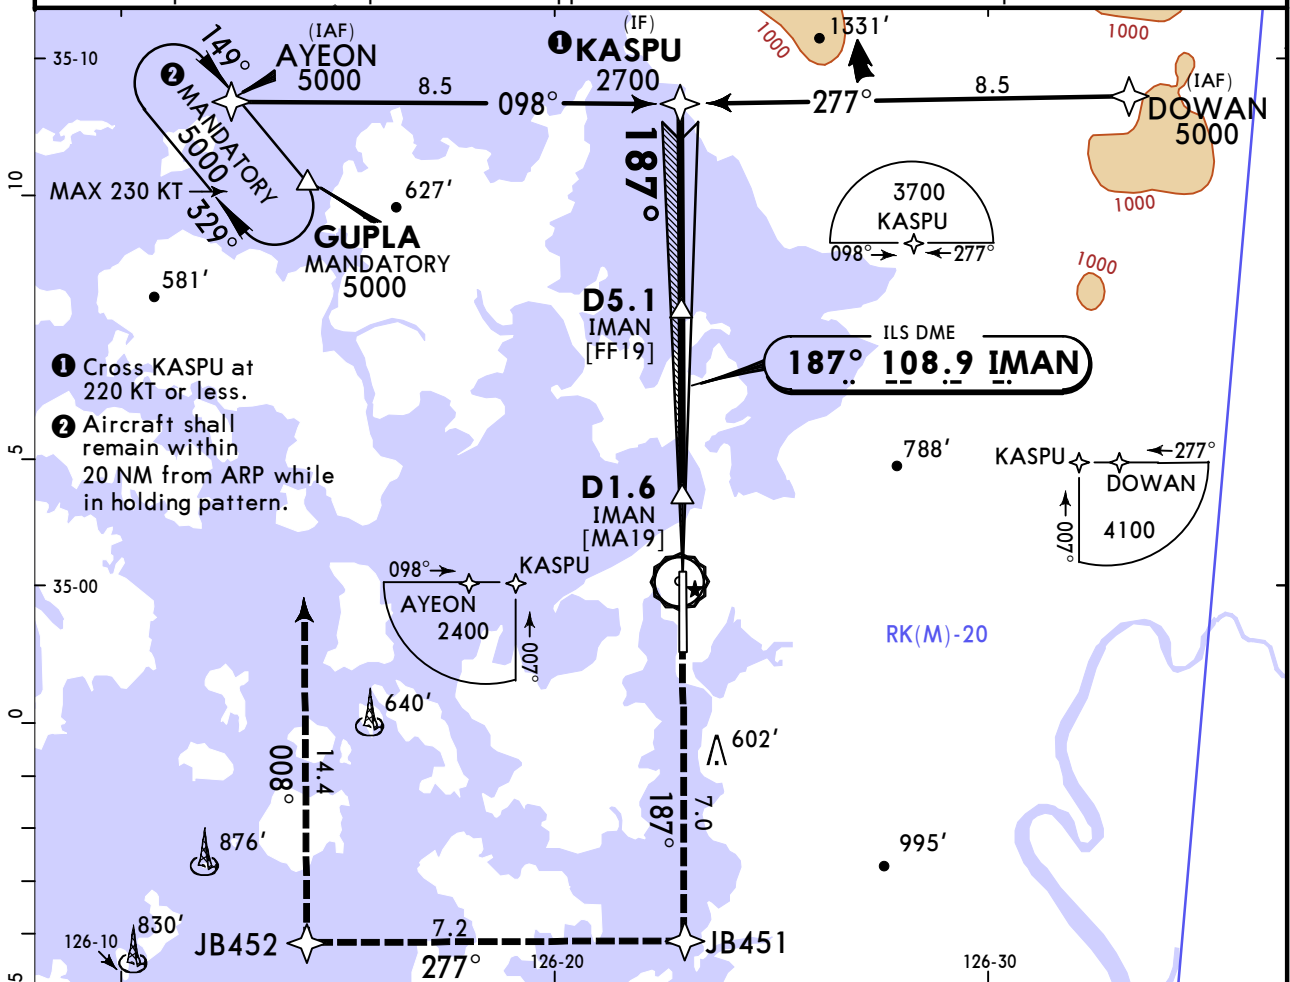 35-10
149°
(IAF)
AYEON
5000
(IF)
❶ KASPU
2700
1000
1331'
1000
(IAF)
DOWAN
5000
8.5
098°
277°
8.5
❷ MANDATORY
5000
187°
10
MAX 230 KT
329°
627'
GUPLA
MANDATORY
5000
3700
KASPU
098°
277°
1000
1000
581'
D5.1
IMAN
[FF19]
ILS DME
187° 108.9 IMAN
❶ Cross KASPU at
220 KT or less.
❷ Aircraft shall
remain within
20 NM from ARP while
in holding pattern.
5
788'
KASPU
277°
DOWAN
4100
007°
D1.6
IMAN
[MA19]
35-00
098°
KASPU
AYEON
2400
007°
RK(M)-20
640'
0
602'
008°
14.4
187°
7.0
876'
995'
830'
126-10
JB452
7.2
277°
JB451
126-20
126-30
5